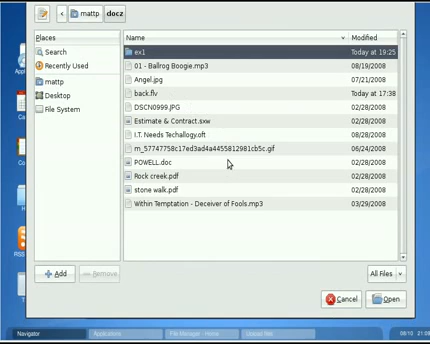 mattp docz
Places
Search
Recently Used
mattp
Desktop
File System
Name Modified
ex1 Today at 19:25
01 - Ballrog Boogie.mp3 08/19/2008
Angel.jpg 07/21/2008
back.flv Today at 17:38
DSCN0999.JPG 02/28/2008
Estimate & Contract.sxw 02/28/2008
I.T. Needs Techallogy.oft 08/28/2008
m_57747758c17ed3ad4a4455812981cb5c.gif 06/24/2008
POWELL.doc 02/28/2008
Rock creek.pdf 02/28/2008
stone walk.pdf 02/28/2008
Within Temptation - Deceiver of Fools.mp3 03/29/2008
Add Remove All Files
Cancel Open
Navigator Applications File Manager - Home Upload files 08/10 21:09